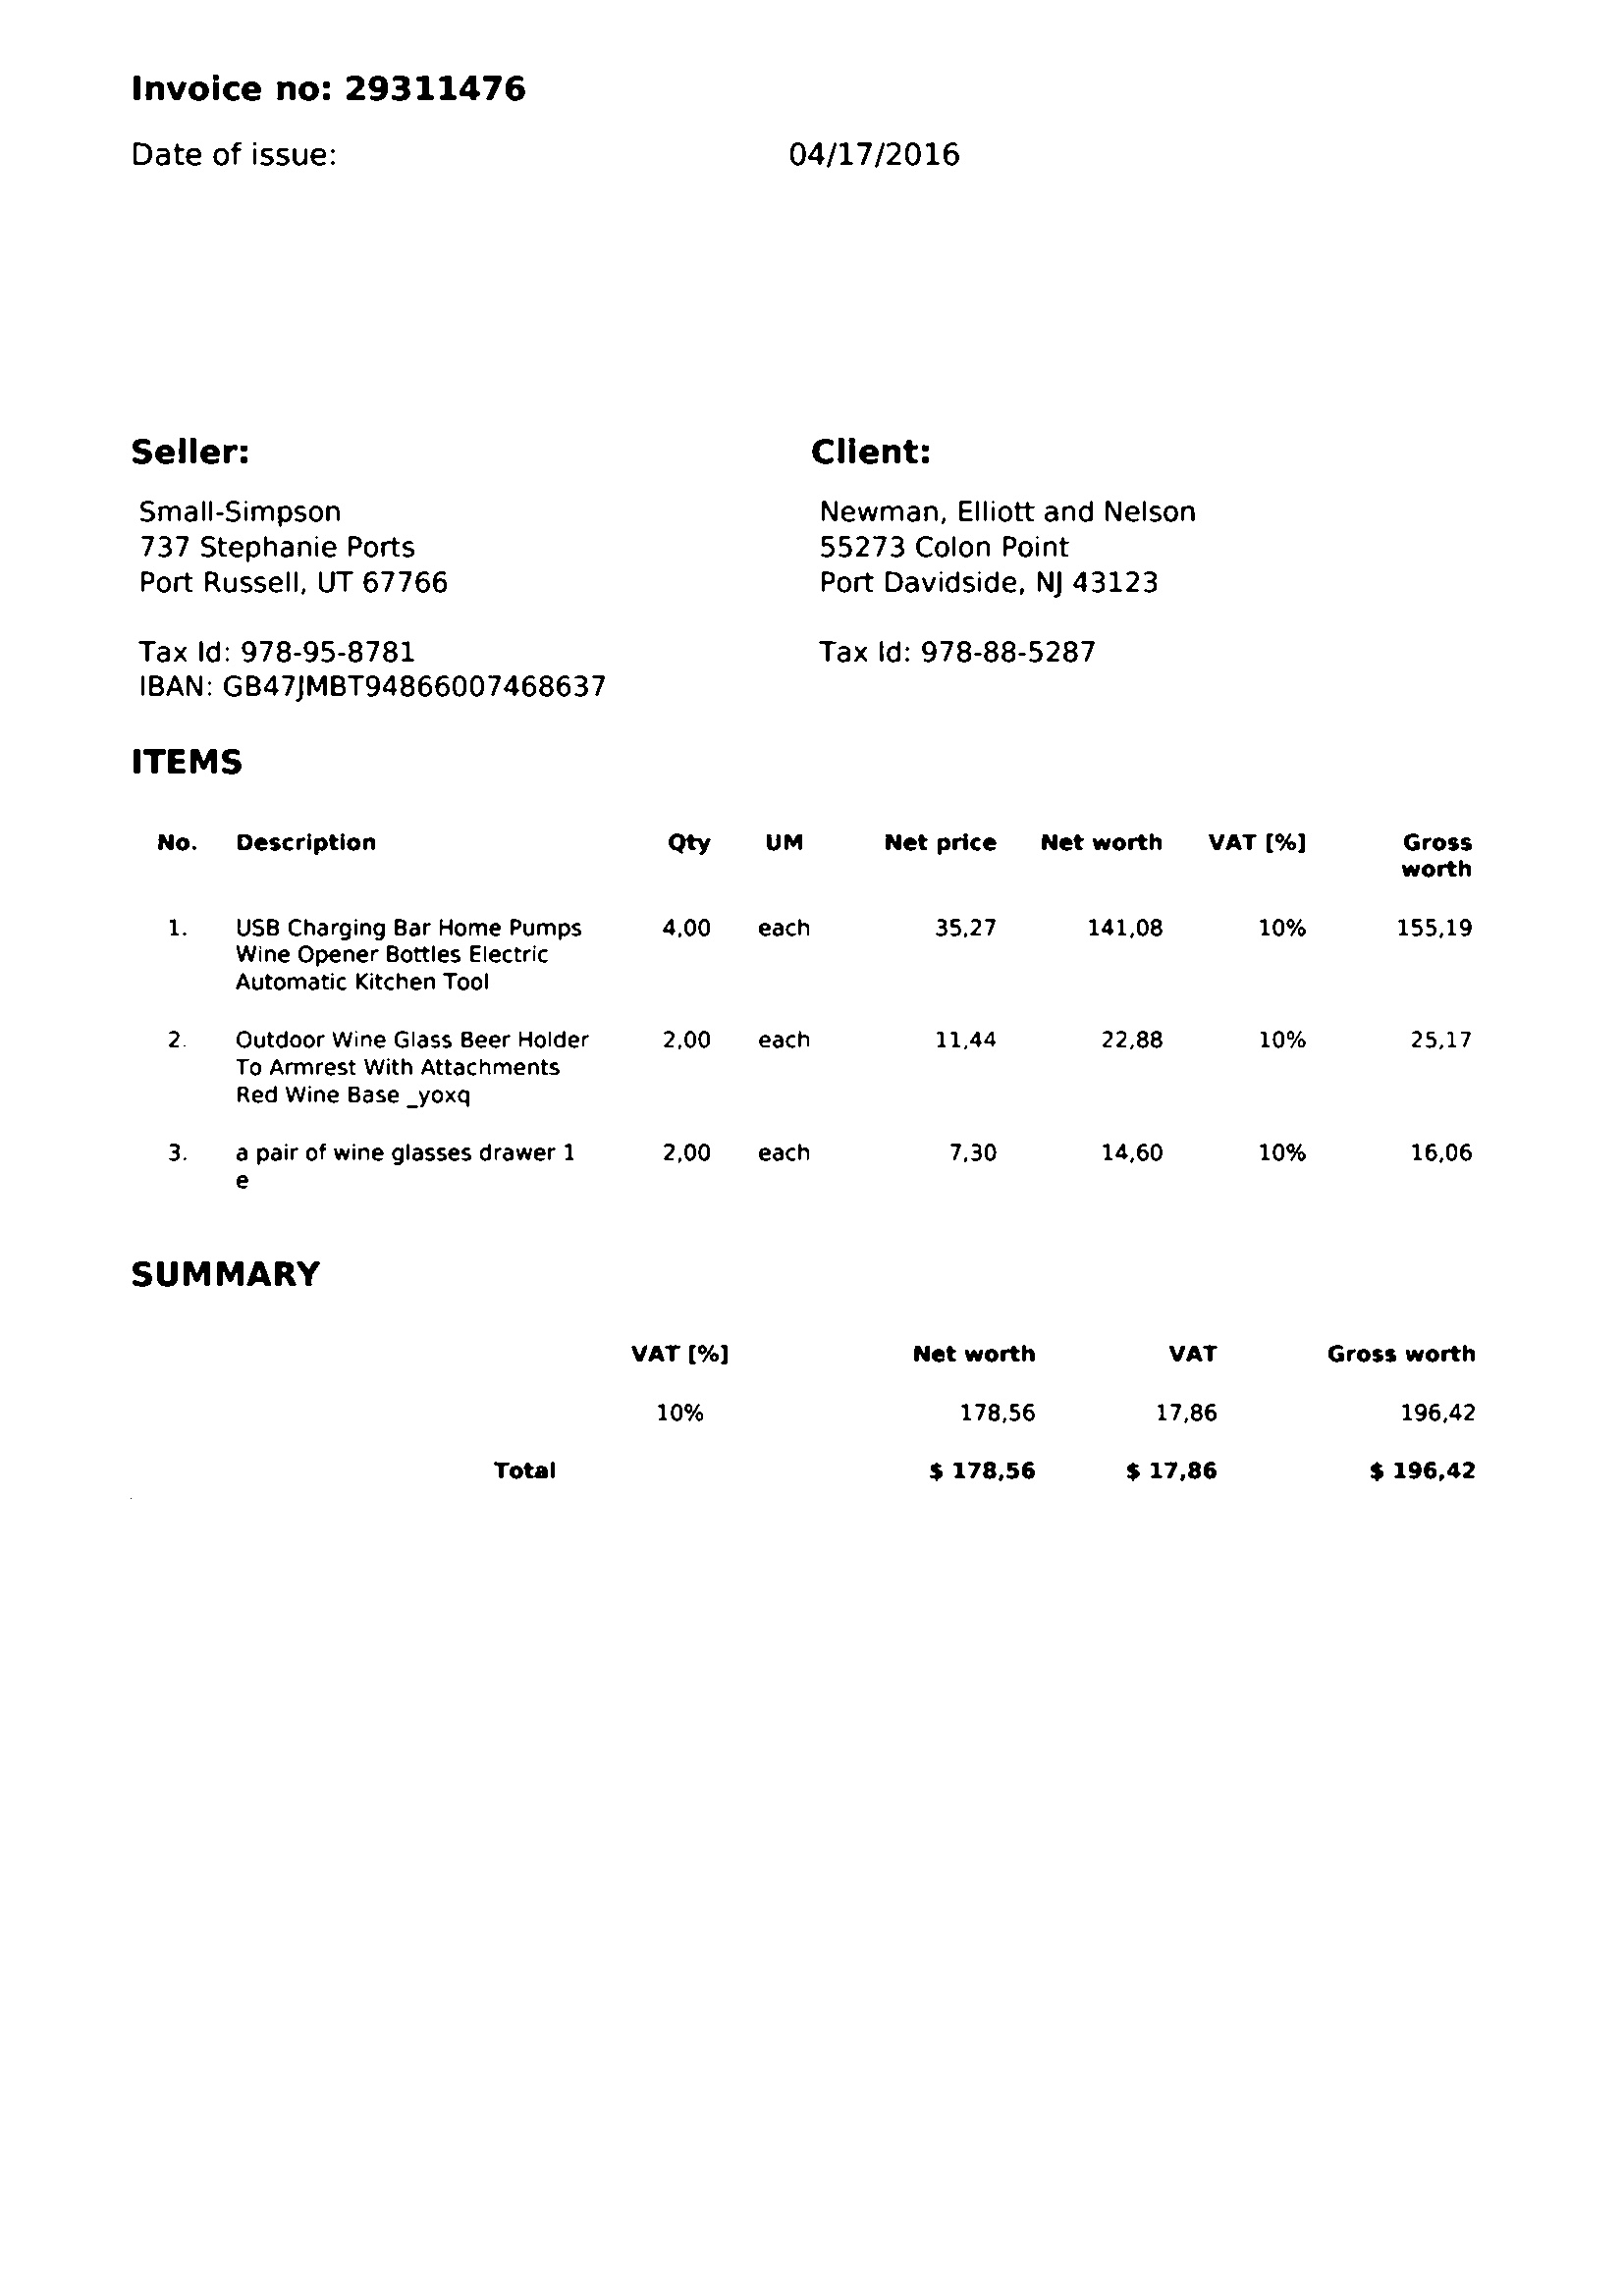 Invoice no: 29311476
Date of issue: 04/17/2016
Seller: Client:
Small-Simpson Newman, Elliott and Nelson
737 Stephanie Ports 55273 Colon Point
Port Russell, UT 67766 Port Davidside, NJ 43123
Tax Id: 978-95-8781 Tax Id: 978-88-5287
IBAN: GB47JMBT94866007468637
ITEMS
No. Description Qty UM Net price Net worth VAT [%] Gross
worth
1. USB Charging Bar Home Pumps 4,00 each 35,27 141,08 10% 155,19
Wine Opener Bottles Electric
Automatic Kitchen Tool
2. Outdoor Wine Glass Beer Holder 2,00 each 11,44 22,88 10% 25,17
To Armrest With Attachments
Red Wine Base _yoxq
3. a pair of wine glasses drawer 1 2,00 each 7,30 14,60 10% 16,06
e
SUMMARY
VAT [%] Net worth VAT Gross worth
10% 178,56 17,86 196,42
Total $ 178,56 $ 17,86 $ 196,42